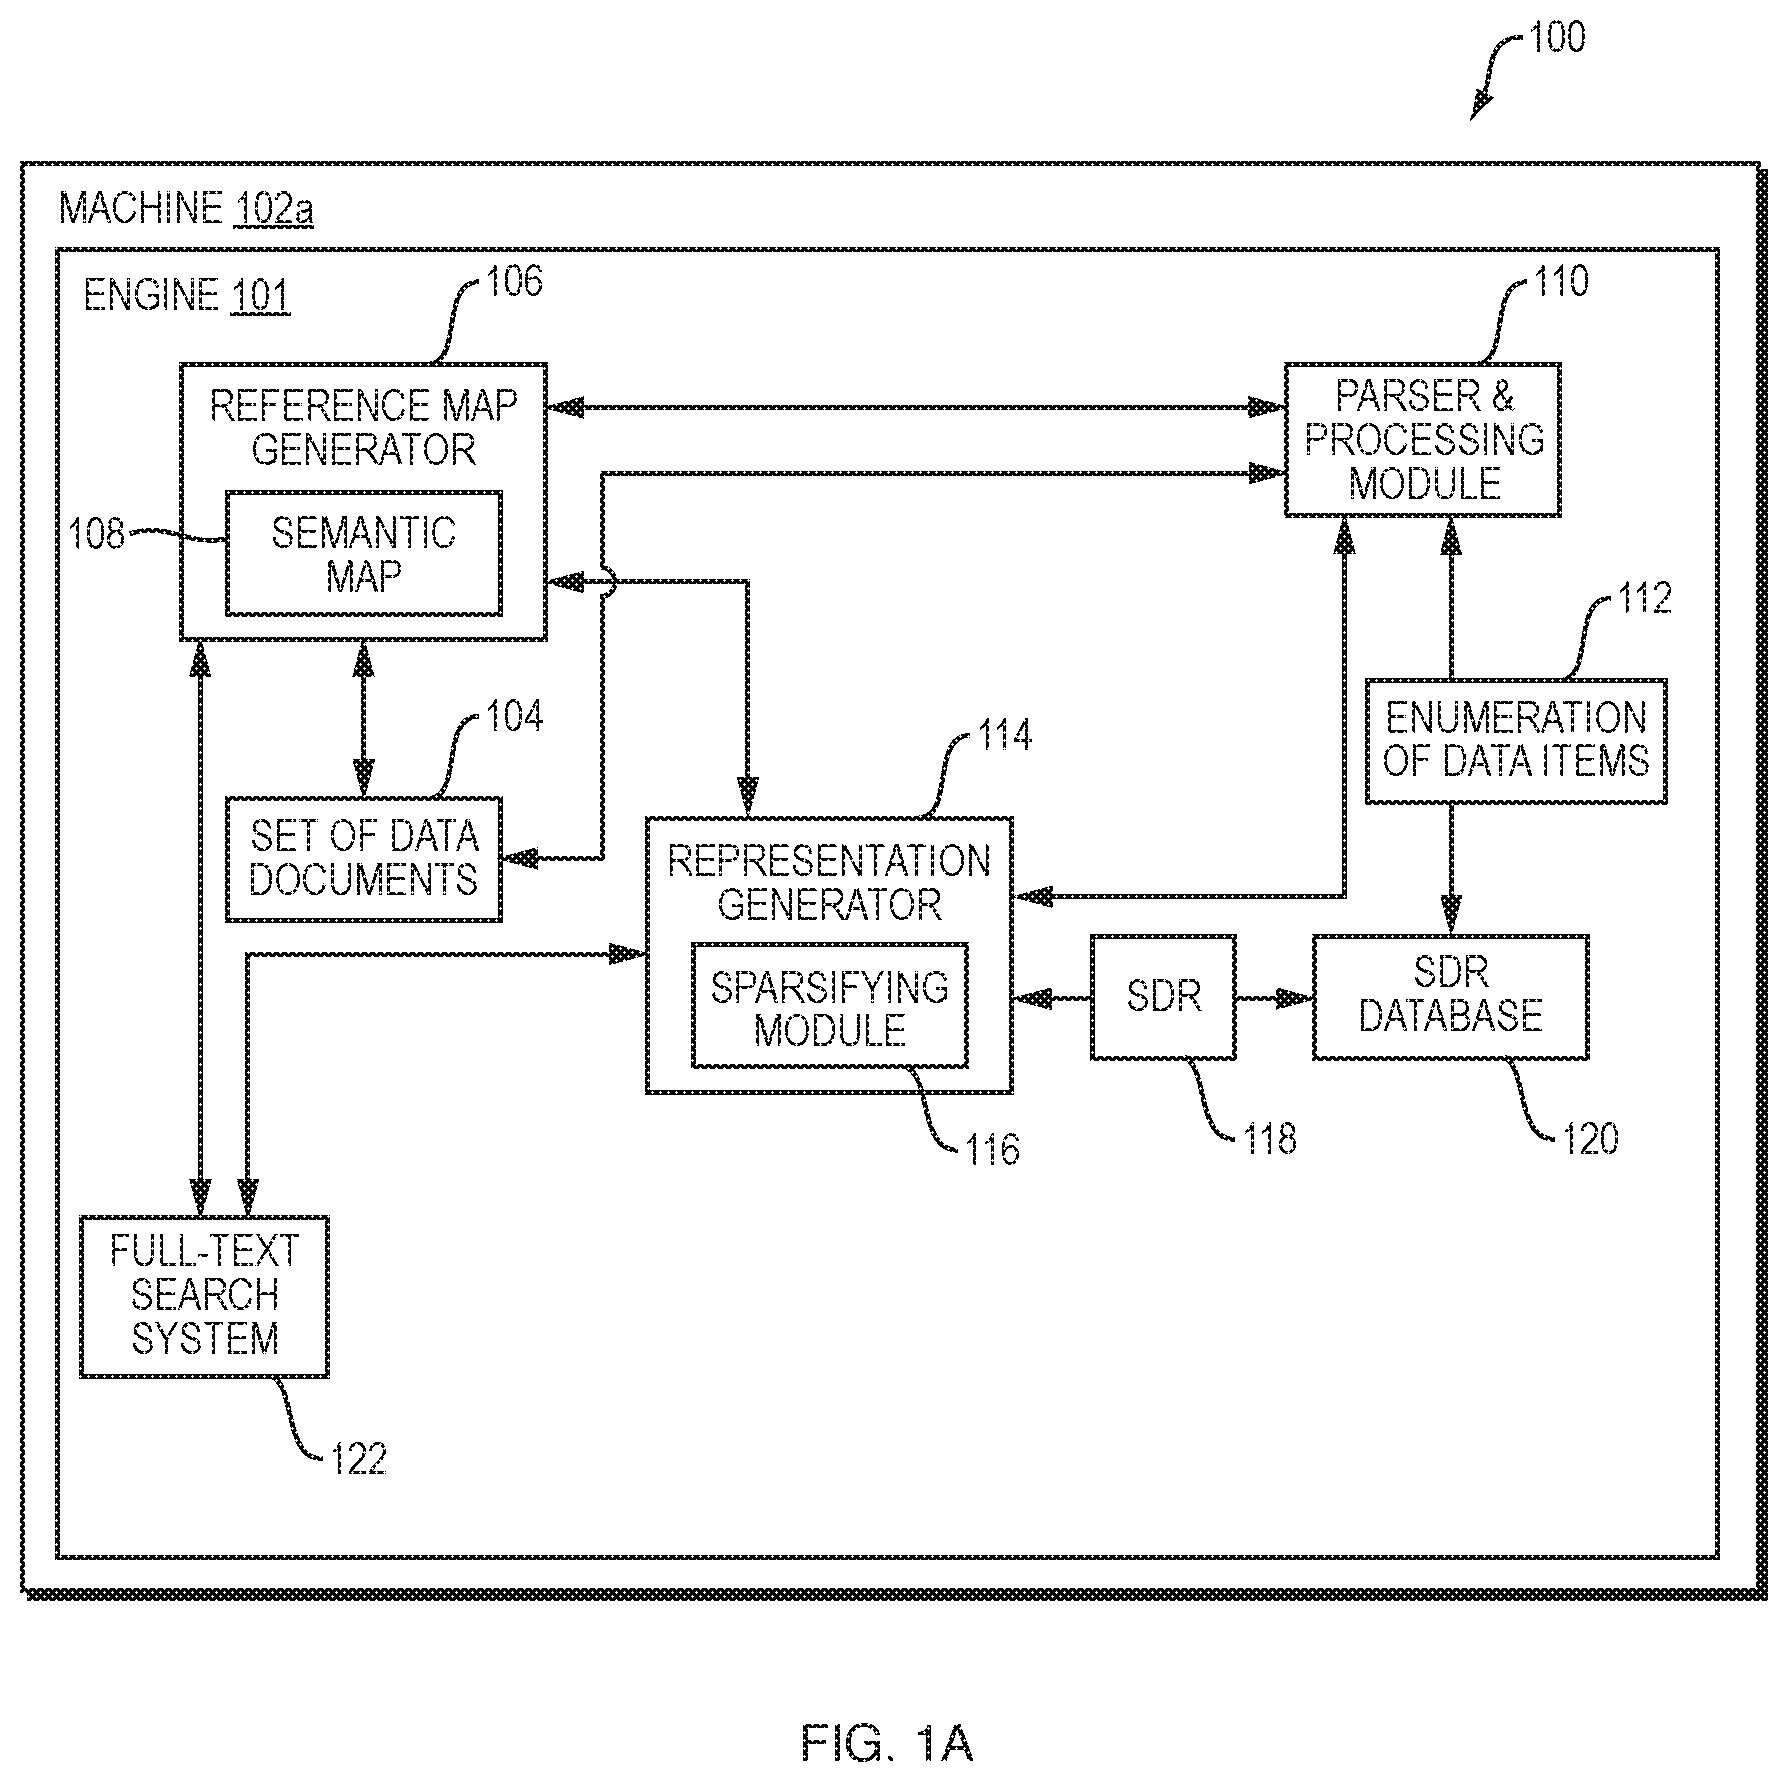 100
MACHINE 102a
ENGINE 101
106
110
REFERENCE MAP
GENERATOR
PARSER &
PROCESSING
MODULE
108
SEMANTIC
MAP
112
ENUMERATION
OF DATA ITEMS
104
SET OF DATA
DOCUMENTS
114
REPRESENTATION
GENERATOR
SPARSIFYING
MODULE
116
SDR
118
SDR
DATABASE
120
FULL-TEXT
SEARCH
SYSTEM
122
FIG. 1A